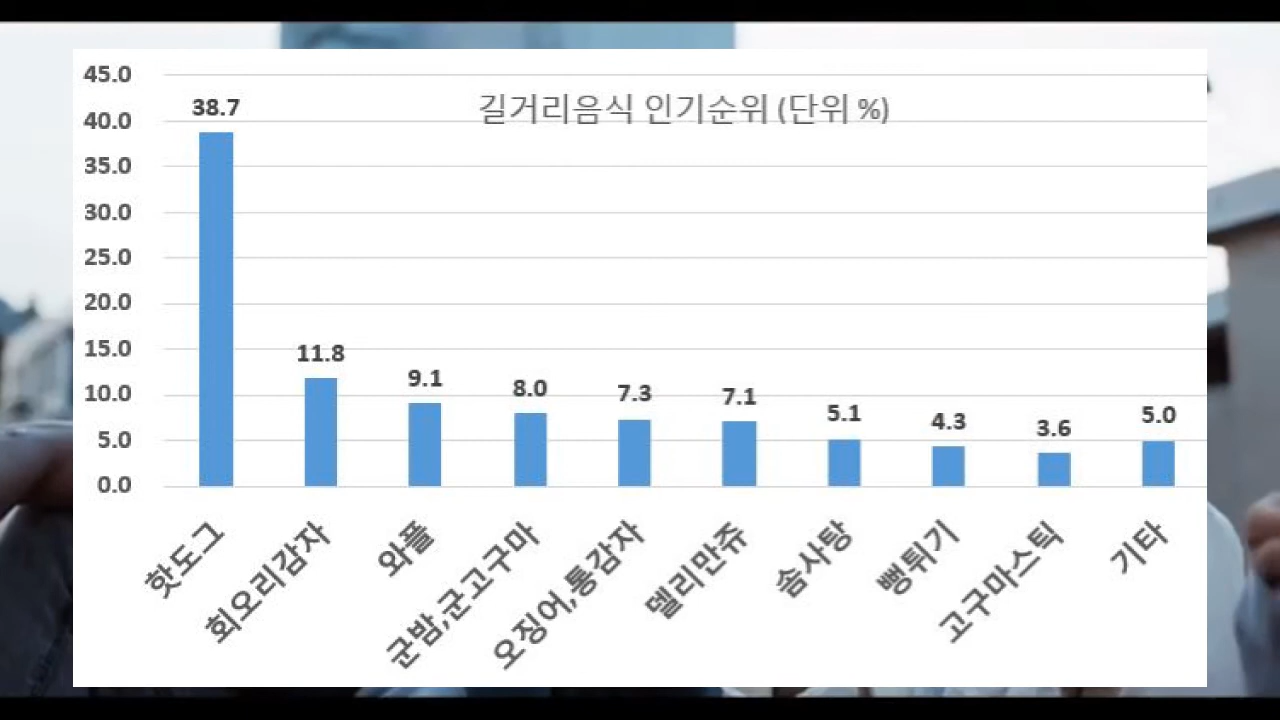 길거리음식 인기순위 (단위 %)
45.0
40.0
35.0
30.0
25.0
20.0
15.0
10.0
5.0
0.0
38.7
11.8
9.1
8.0
7.3
7.1
5.1
4.3
3.6
5.0
핫도그
회오리감자
와플
군밤,군고구마
오징어,통감자
델리만쥬
솜사탕
뻥튀기
고구마스틱
기타